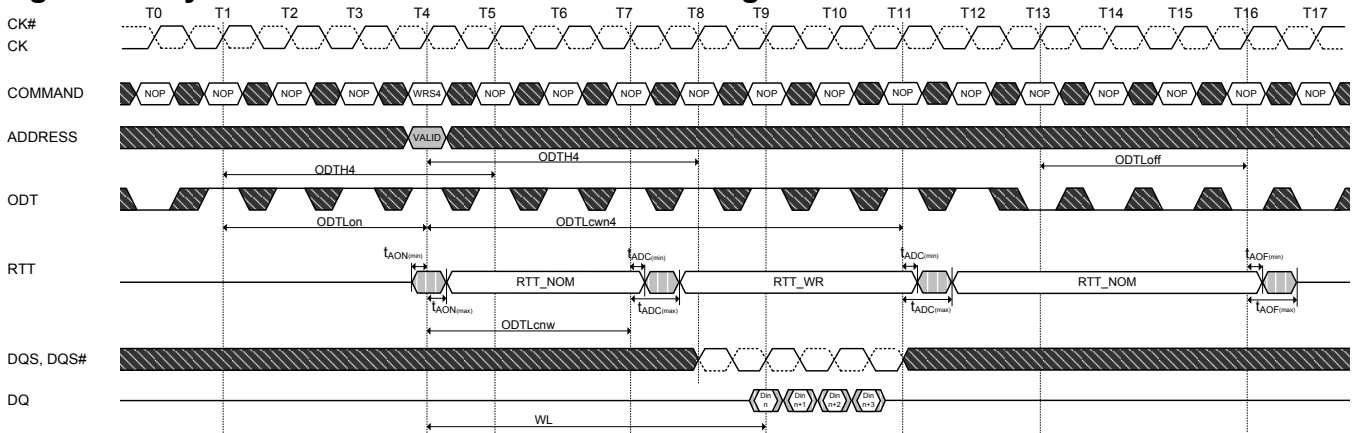 T0 T1 T2 T3 T4 T5 T6 T7 T8 T9 T10 T11 T12 T13 T14 T15 T16 T17
CK#
CK
COMMAND NOP NOP NOP NOP WRS4 NOP NOP NOP NOP NOP NOP NOP NOP NOP NOP NOP NOP NOP
ADDRESS VALID
ODTH4 ODTLoff
ODTH4
ODT
ODTLon ODTLcwn4
tAON(min) tADC(min) tADC(min) tAOF(min)
RTT RTT_NOM RTT_WR RTT_NOM
tAON(max) tADC(max) tADC(max) tAOF(max)
ODTLcnw
DQS, DQS#
DQ Din n Din n+1 Din n+2 Din n+3
WL